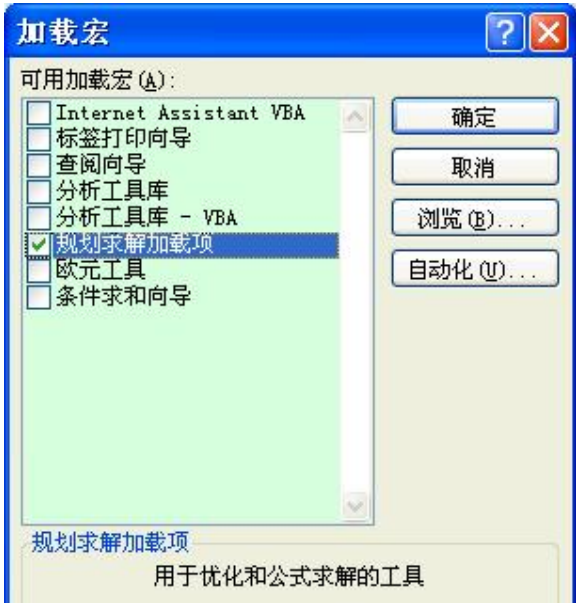 加载宏
可用加载宏(A):
Internet Assistant VBA
标签打印向导
查阅向导
分析工具库
分析工具库 - VBA
规划求解加载项
欧元工具
条件求和向导
确定
取消
浏览(B)...
自动化(U)...
规划求解加载项
用于优化和公式求解的工具